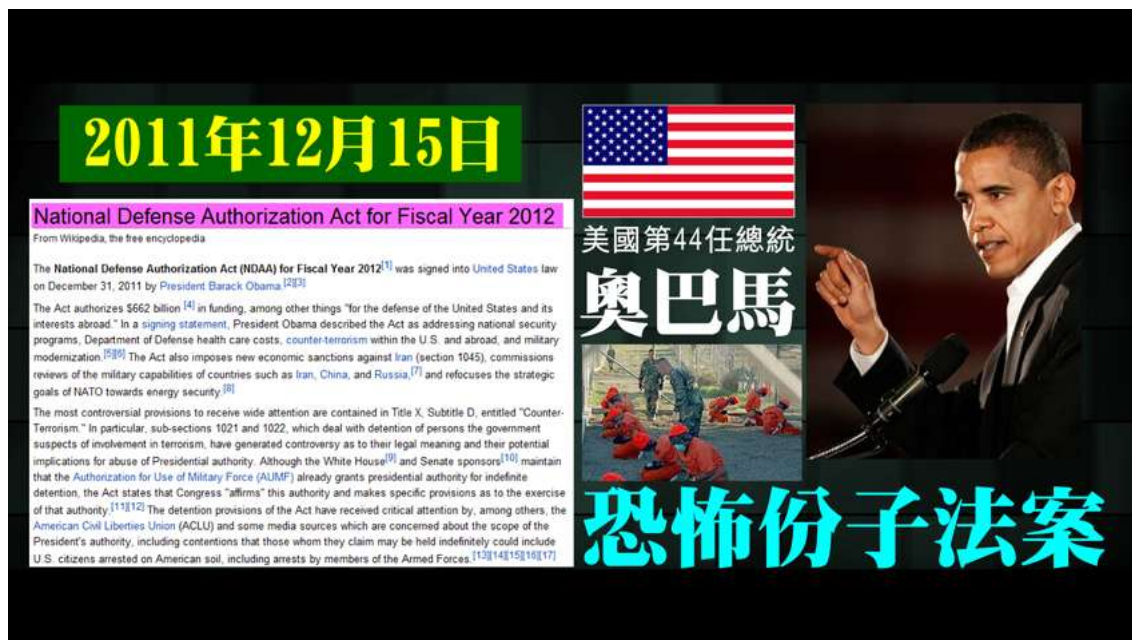 2011年12月15日
National Defense Authorization Act for Fiscal Year 2012
From Wikipedia, the free encyclopedia
The National Defense Authorization Act (NDAA) for Fiscal Year 2012[1] was signed into United States law
on December 31, 2011 by President Barack Obama.[2][3]
The Act authorizes $662 billion [4] in funding, among other things "for the defense of the United States and its
interests abroad." In a signing statement, President Obama described the Act as addressing national security
programs, Department of Defense health care costs, counter-terrorism within the U.S. and abroad, and military
modernization.[5][6] The Act also imposes new economic sanctions against Iran (section 1045), commissions
reviews of the military capabilities of countries such as Iran, China, and Russia,[7] and refocuses the strategic
goals of NATO towards energy security.[8]
The most controversial provisions to receive wide attention are contained in Title X, Subtitle D, entitled "Counter-
Terrorism." In particular, sub-sections 1021 and 1022, which deal with detention of persons the government
suspects of involvement in terrorism, have generated controversy as to their legal meaning and their potential
implications for abuse of Presidential authority. Although the White House[9] and Senate sponsors[10] maintain
that the Authorization for Use of Military Force (AUMF) already grants presidential authority for indefinite
detention, the Act states that Congress "affirms" this authority and makes specific provisions as to the exercise
of that authority.[11][12] The detention provisions of the Act have received critical attention by, among others, the
American Civil Liberties Union (ACLU) and some media sources which are concerned about the scope of the
President's authority, including contentions that those whom they claim may be held indefinitely could include
U.S. citizens arrested on American soil, including arrests by members of the Armed Forces.[13][14][15][16][17]
美國第44任總統
奧巴馬
恐怖份子法案